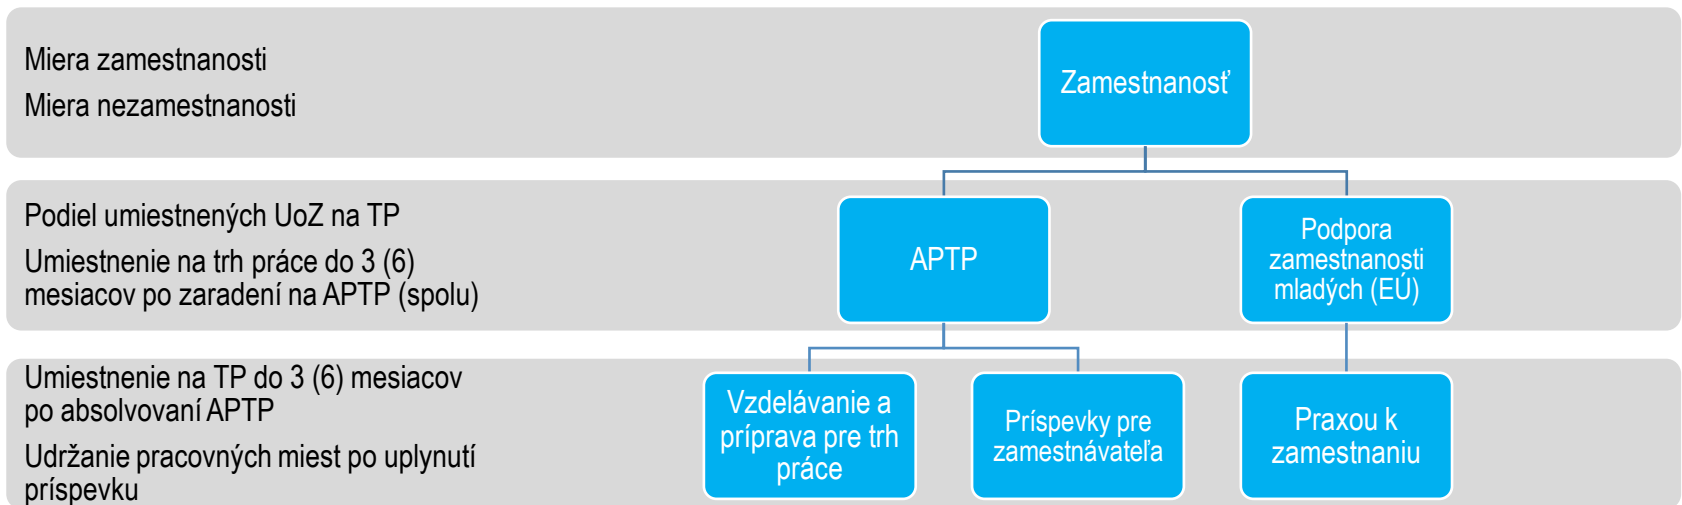 Miera zamestnanosti
Miera nezamestnanosti
Zamestnanosť
Podiel umiestnených UoZ na TP
Umiestnenie na trh práce do 3 (6)
mesiacov po zaradení na APTP (spolu)
APTP
Podpora
zamestnanosti
mladých (EÚ)
Umiestnenie na TP do 3 (6) mesiacov
po absolvovaní APTP
Udržanie pracovných miest po uplynutí
príspevku
Vzdelávanie a
príprava pre trh
práce
Príspevky pre
zamestnávateľa
Praxou k
zamestnaniu